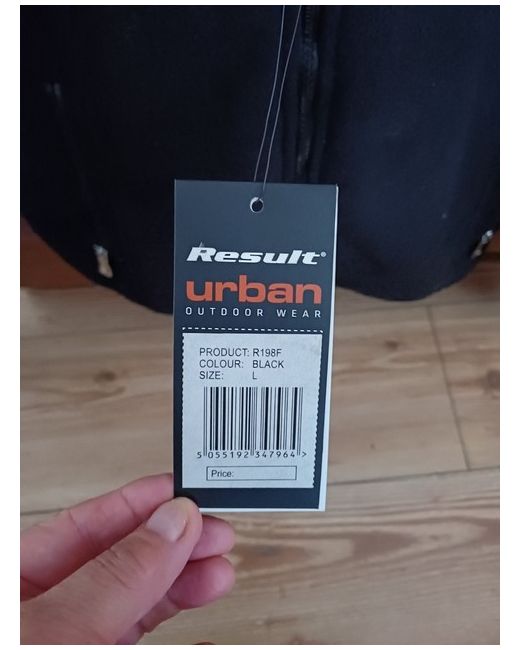 Result®
urban
OUTDOOR WEAR
PRODUCT: R198F
COLOUR: BLACK
SIZE: L
5 055192 347964 >
Price: